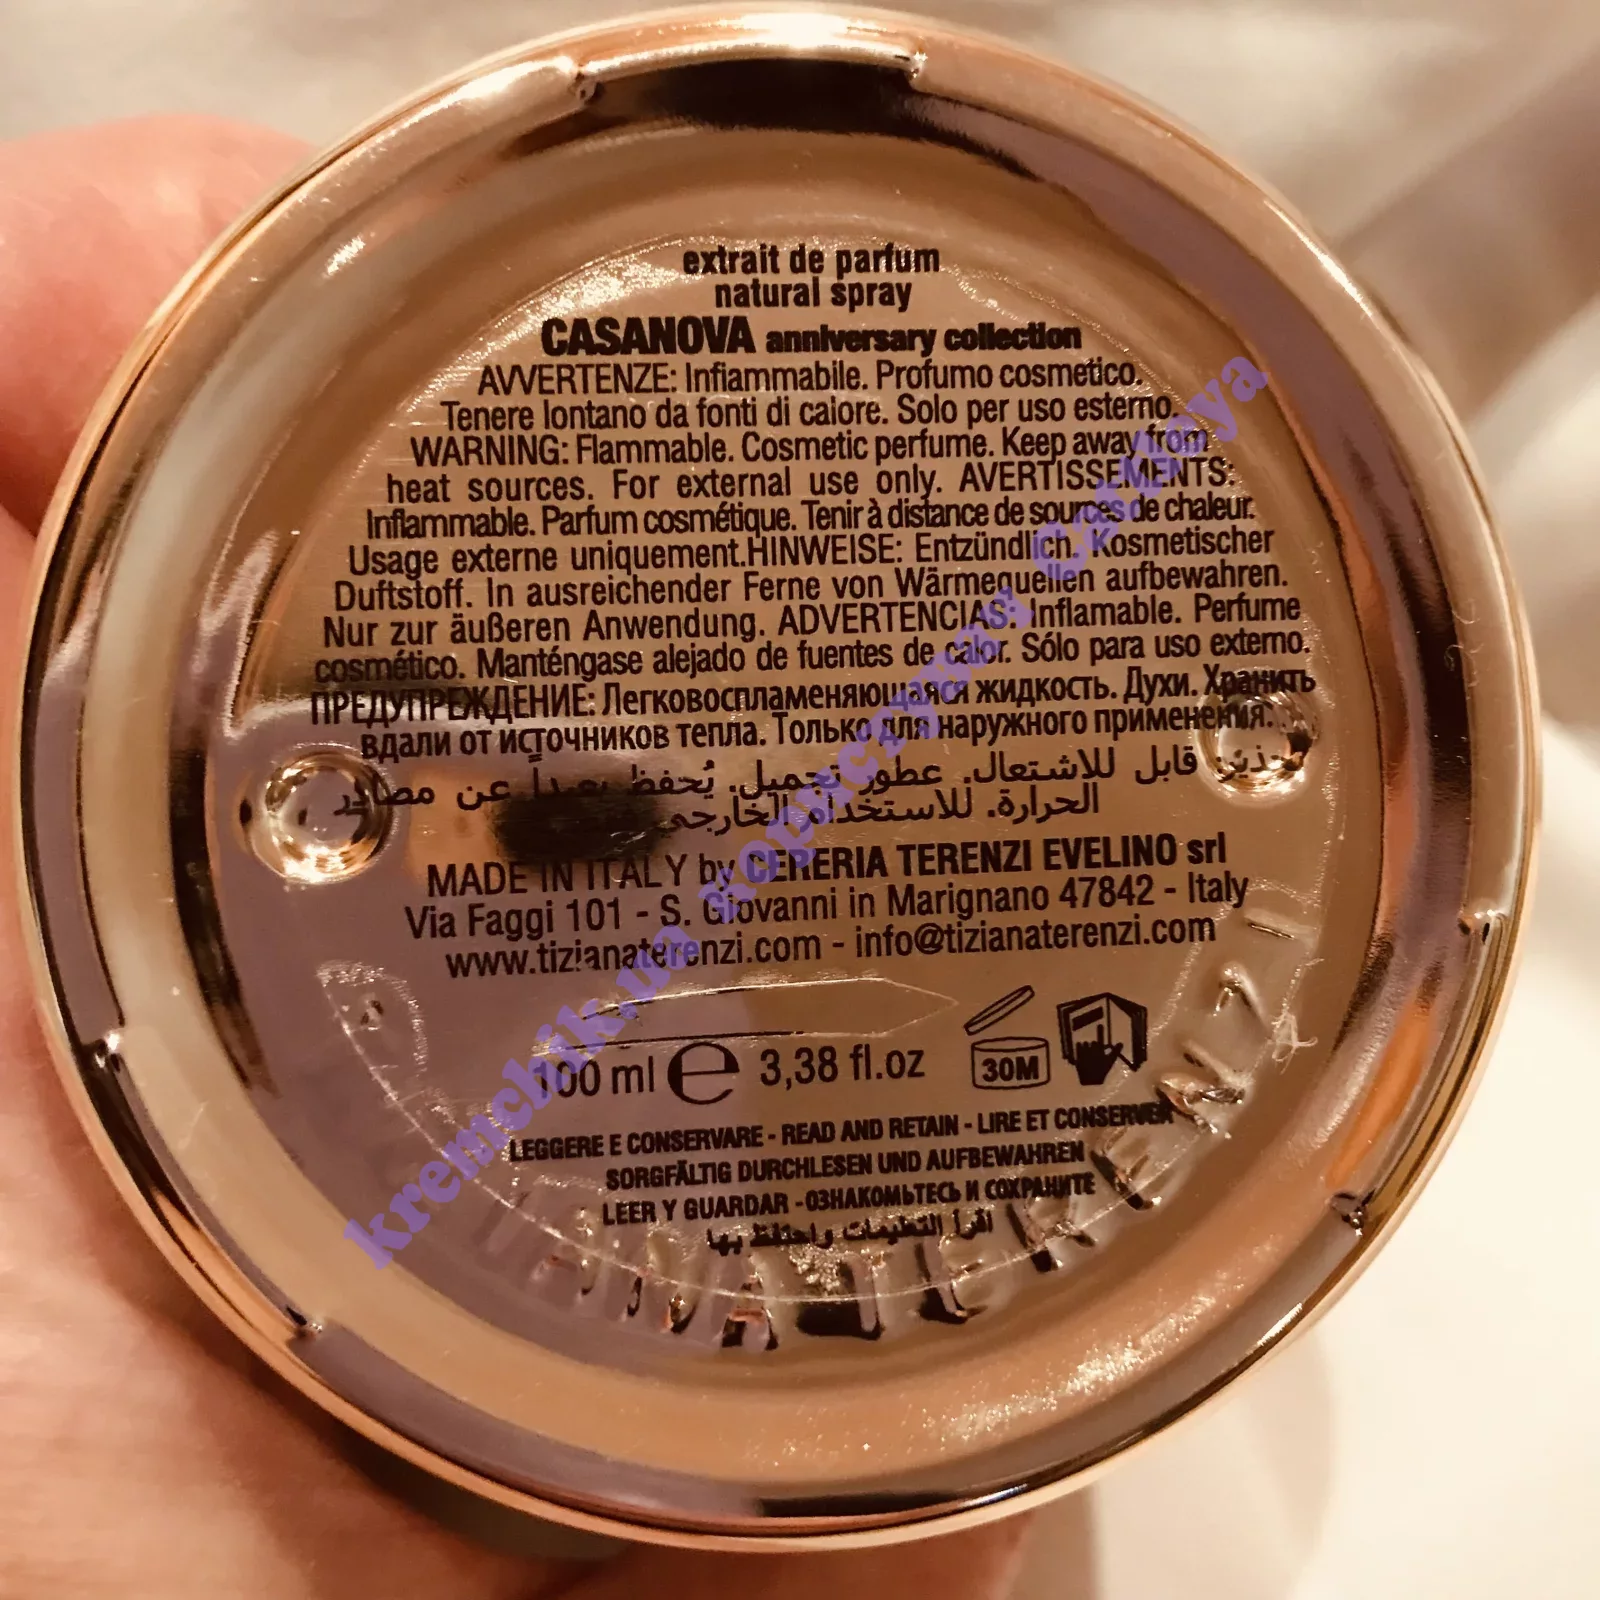 extrait de parfum
natural spray
CASANOVA anniversary collection
AVVERTENZE: Infiammabile. Profumo cosmetico.
Tenere lontano da fonti di calore. Solo per uso esterno.
WARNING: Flammable. Cosmetic perfume. Keep away from
heat sources. For external use only. AVERTISSEMENTS:
Inflammable. Parfum cosmétique. Tenir à distance de sources de chaleur.
Usage externe uniquement.HINWEISE: Entzündlich. Kosmetischer
Duftstoff. In ausreichender Ferne von Wärmequellen aufbewahren.
Nur zur äußeren Anwendung. ADVERTENCIAS: Inflamable. Perfume
cosmético. Manténgase alejado de fuentes de calor. Sólo para uso externo.
ПРЕДУПРЕЖДЕНИЕ: Легковоспламеняющаяся жидкость. Духи. Хранить
вдали от источников тепла. Только для наружного применения.
تحذير: قابل للاشتعال. عطور تجميل. يُحفظ بعيداً عن مصادر
الحرارة. للاستخدام الخارجي
MADE IN ITALY by CERERIA TERENZI EVELINO srl
Via Faggi 101 - S. Giovanni in Marignano 47842 - Italy
www.tizianaterenzi.com - info@tizianaterenzi.com
100 ml e 3,38 fl.oz
30M
LEGGERE E CONSERVARE - READ AND RETAIN - LIRE ET CONSERVER
SORGFÄLTIG DURCHLESEN UND AUFBEWAHREN
LEER Y GUARDAR - ОЗНАКОМЬТЕСЬ И СОХРАНИТЕ
اقرأ التعليمات واحتفظ بها
TERENZI
kremchik.ua